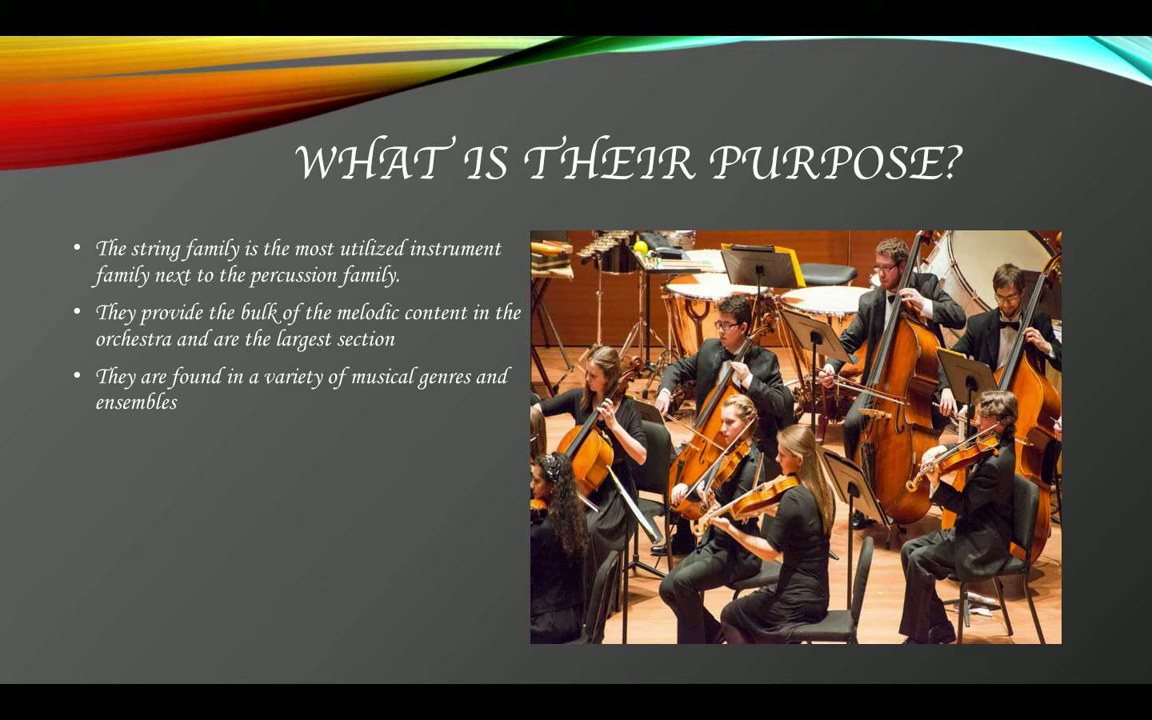 WHAT IS THEIR PURPOSE?
• The string family is the most utilized instrument
family next to the percussion family.
• They provide the bulk of the melodic content in the
orchestra and are the largest section
• They are found in a variety of musical genres and
ensembles